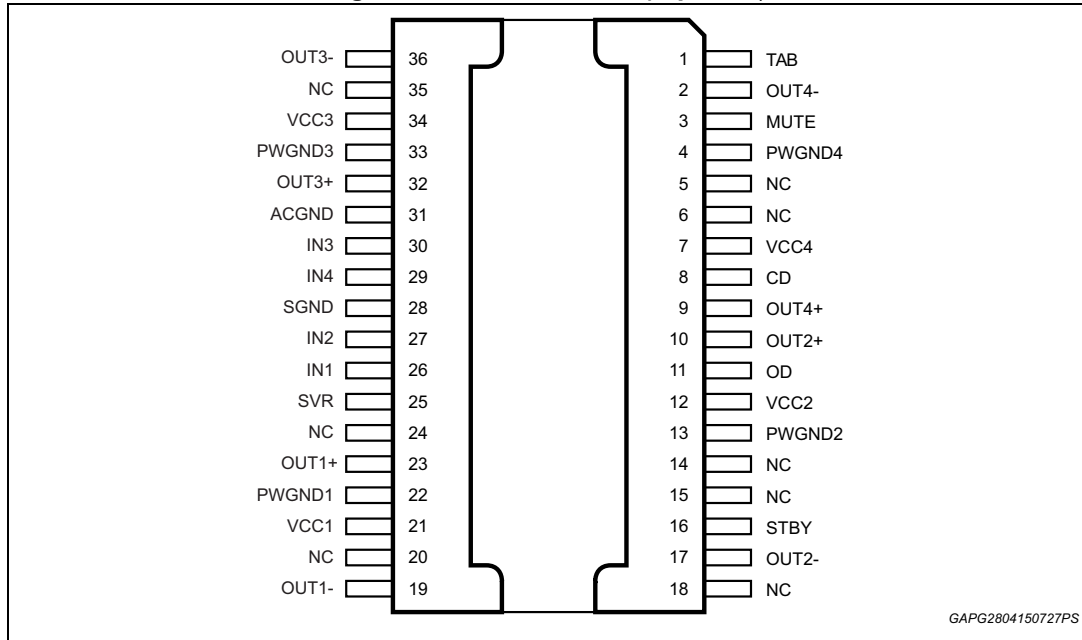 OUT3- 36 1 TAB
NC 35 2 OUT4-
VCC3 34 3 MUTE
PWGND3 33 4 PWGND4
OUT3+ 32 5 NC
ACGND 31 6 NC
IN3 30 7 VCC4
IN4 29 8 CD
SGND 28 9 OUT4+
IN2 27 10 OUT2+
IN1 26 11 OD
SVR 25 12 VCC2
NC 24 13 PWGND2
OUT1+ 23 14 NC
PWGND1 22 15 NC
VCC1 21 16 STBY
NC 20 17 OUT2-
OUT1- 19 18 NC
GAPG2804150727PS